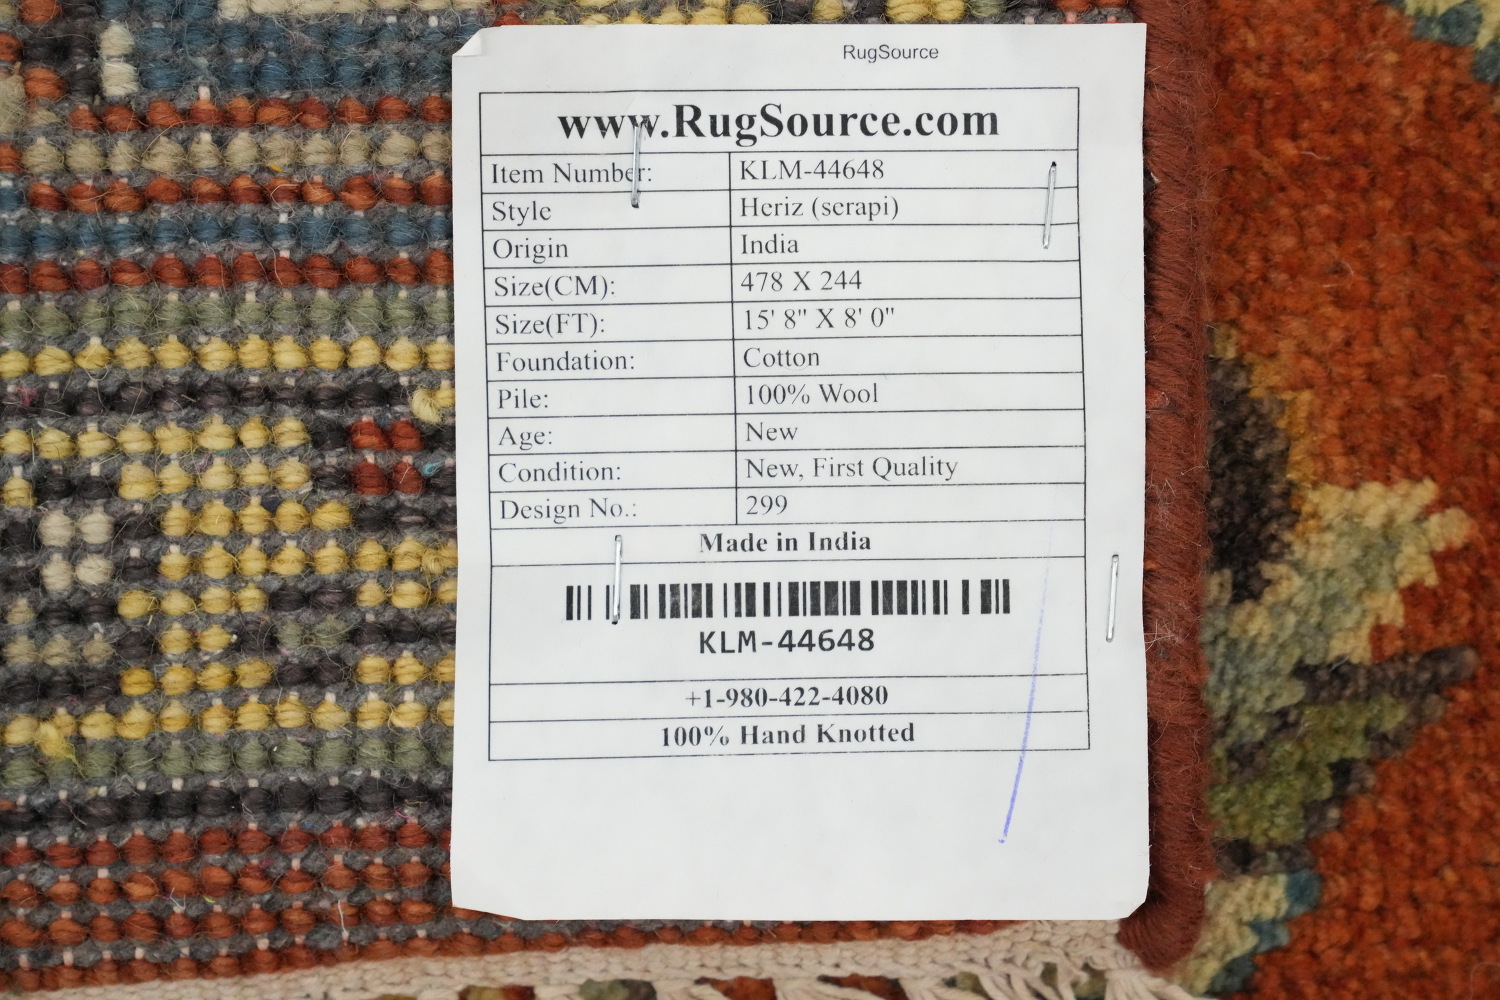 RugSource
www.RugSource.com
Item Number: KLM-44648
Style Heriz (serapi)
Origin India
Size(CM): 478 X 244
Size(FT): 15' 8" X 8' 0"
Foundation: Cotton
Pile: 100% Wool
Age: New
Condition: New, First Quality
Design No.: 299
Made in India
KLM-44648
+1-980-422-4080
100% Hand Knotted